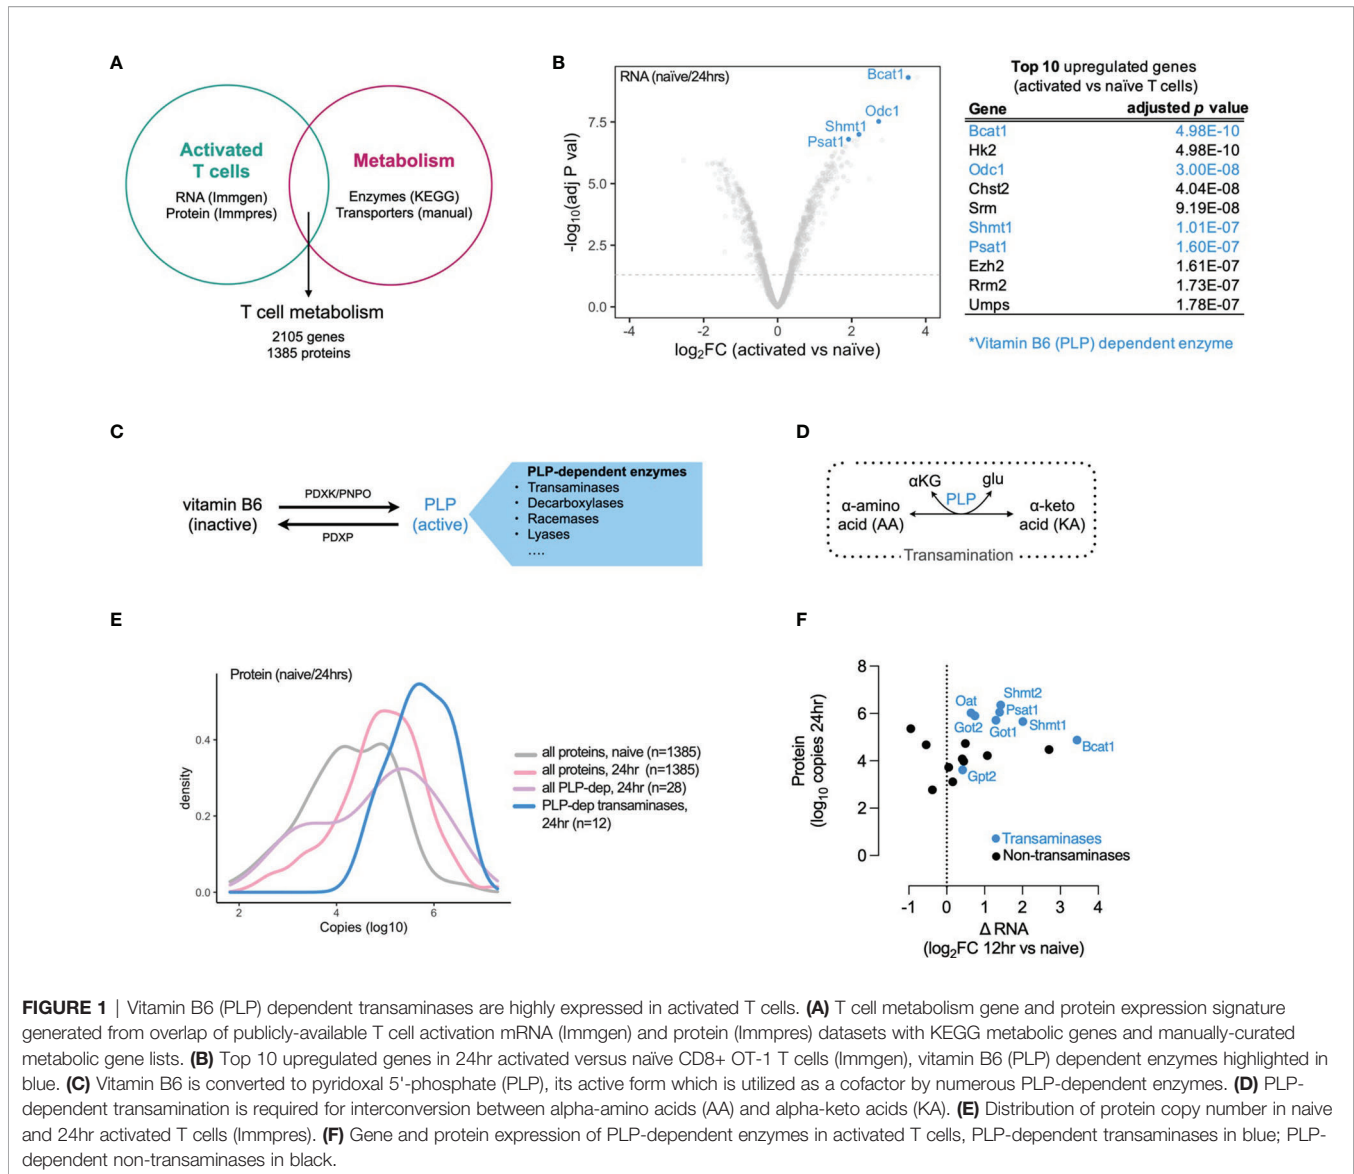 A
Activated
T cells
RNA (Immgen)
Protein (Immpres)
Metabolism
Enzymes (KEGG)
Transporters (manual)
T cell metabolism
2105 genes
1385 proteins
B
RNA (naïve/24hrs)
Bcat1
Odc1
Shmt1
Psat1
7.5
5.0
2.5
0.0
-log10(adj P val)
-4 -2 0 2 4
log2FC (activated vs naïve)
Top 10 upregulated genes
(activated vs naïve T cells)
Gene adjusted p value
Bcat1 4.98E-10
Hk2 4.98E-10
Odc1 3.00E-08
Chst2 4.04E-08
Srm 9.19E-08
Shmt1 1.01E-07
Psat1 1.60E-07
Ezh2 1.61E-07
Rrm2 1.73E-07
Umps 1.78E-07
*Vitamin B6 (PLP) dependent enzyme
C
vitamin B6
(inactive)
PDXK/PNPO
PDXP
PLP
(active)
PLP-dependent enzymes
· Transaminases
· Decarboxylases
· Racemases
· Lyases
....
D
αKG glu
PLP
α-amino
acid (AA)
α-keto
acid (KA)
Transamination
E
Protein (naive/24hrs)
density
0.4
0.2
0.0
2 4 6
Copies (log10)
all proteins, naive (n=1385)
all proteins, 24hr (n=1385)
all PLP-dep, 24hr (n=28)
PLP-dep transaminases,
24hr (n=12)
F
Protein
(log10 copies 24hr)
8
6
4
2
0
Oat
Shmt2
Psat1
Got2
Got1
Shmt1
Bcat1
Gpt2
Transaminases
Non-transaminases
-1 0 1 2 3 4
Δ RNA
(log2FC 12hr vs naive)
FIGURE 1 | Vitamin B6 (PLP) dependent transaminases are highly expressed in activated T cells. (A) T cell metabolism gene and protein expression signature
generated from overlap of publicly-available T cell activation mRNA (Immgen) and protein (Immpres) datasets with KEGG metabolic genes and manually-curated
metabolic gene lists. (B) Top 10 upregulated genes in 24hr activated versus naïve CD8+ OT-1 T cells (Immgen), vitamin B6 (PLP) dependent enzymes highlighted in
blue. (C) Vitamin B6 is converted to pyridoxal 5'-phosphate (PLP), its active form which is utilized as a cofactor by numerous PLP-dependent enzymes. (D) PLP-
dependent transamination is required for interconversion between alpha-amino acids (AA) and alpha-keto acids (KA). (E) Distribution of protein copy number in naive
and 24hr activated T cells (Immpres). (F) Gene and protein expression of PLP-dependent enzymes in activated T cells, PLP-dependent transaminases in blue; PLP-
dependent non-transaminases in black.